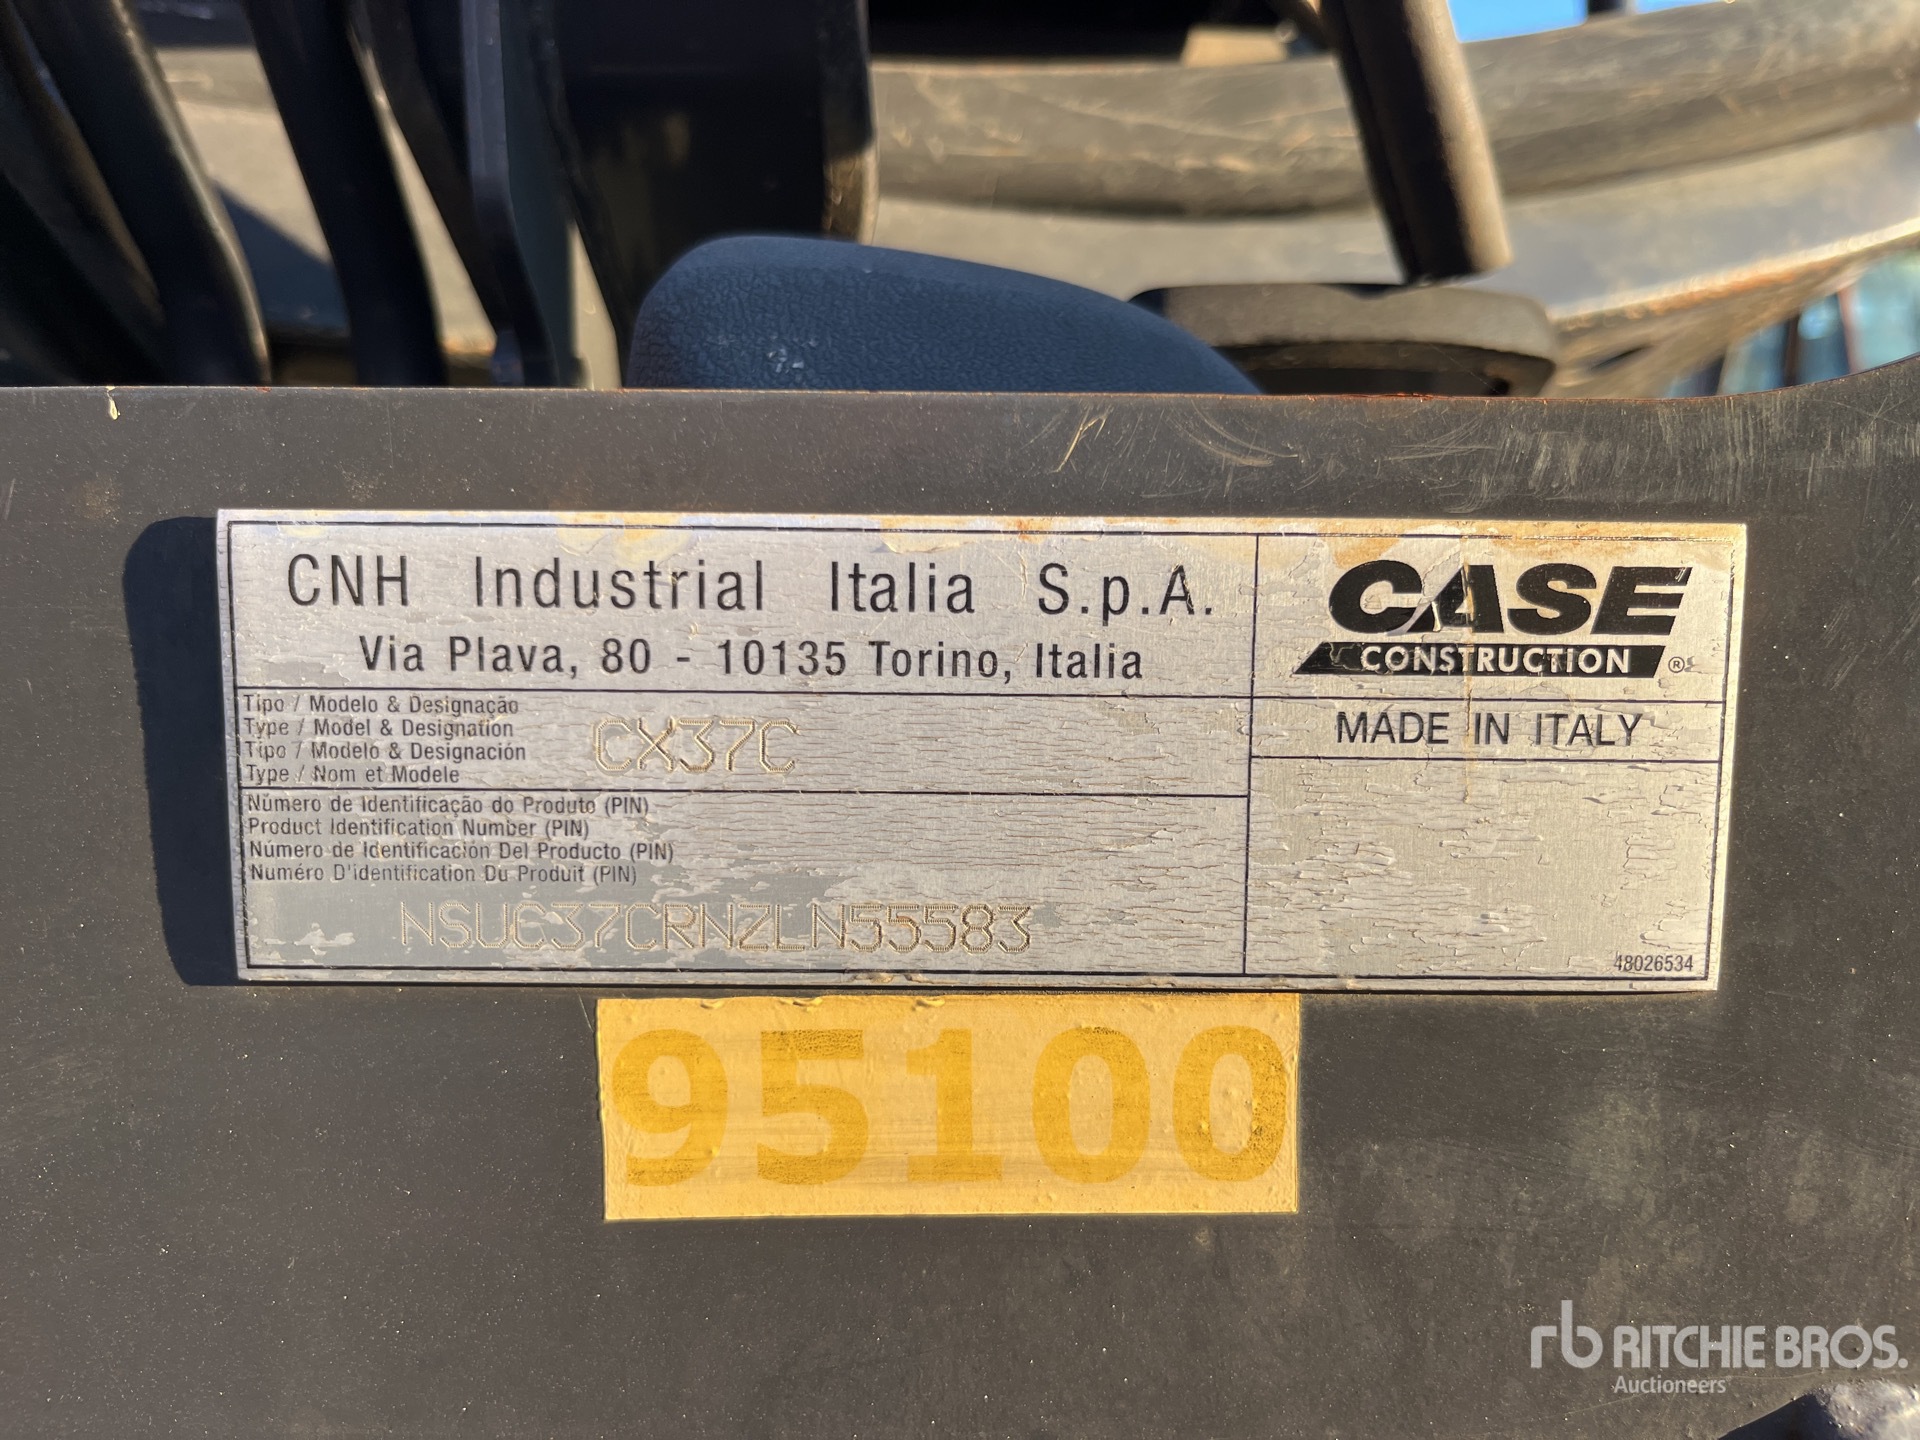 CNH Industrial Italia S.p.A.
Via Plava, 80 - 10135 Torino, Italia
CASE
CONSTRUCTION ®
MADE IN ITALY
Tipo / Modelo & Designação
Type / Model & Designation
Tipo / Modelo & Designación
Type / Nom et Modele
CX37C
Número de Identificação do Produto (PIN)
Product Identification Number (PIN)
Número de Identificación Del Producto (PIN)
Numéro D'identification Du Produit (PIN)
NSUC37CRNZLN55583
48026534
95100
rb RITCHIE BROS.
Auctioneers